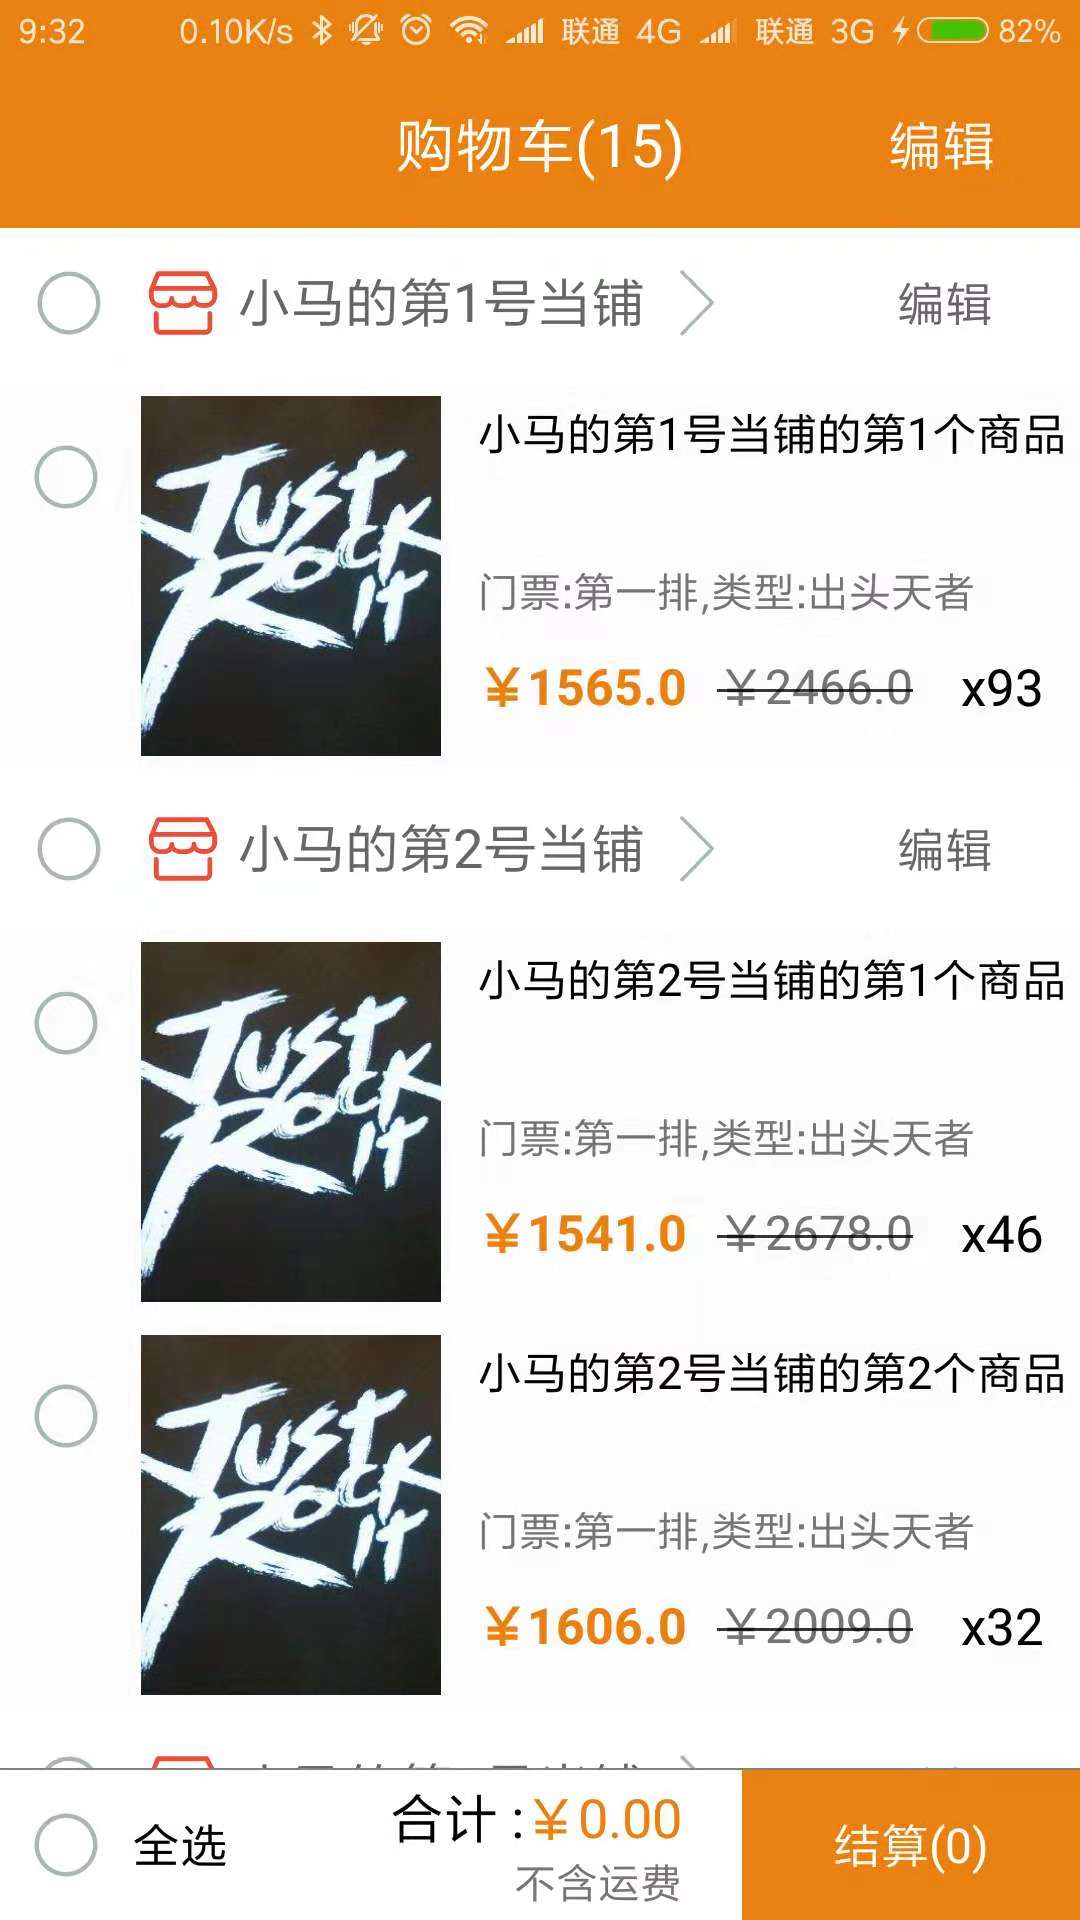 9:32 0.10K/s 联通 4G 联通 3G 82%
购物车(15) 编辑
小马的第1号当铺 编辑
小马的第1号当铺的第1个商品
JUST
ROCK
IT
门票:第一排,类型:出头天者
¥1565.0 ¥2466.0 x93
小马的第2号当铺 编辑
小马的第2号当铺的第1个商品
JUST
ROCK
IT
门票:第一排,类型:出头天者
¥1541.0 ¥2678.0 x46
小马的第2号当铺的第2个商品
JUST
ROCK
IT
门票:第一排,类型:出头天者
¥1606.0 ¥2009.0 x32
全选 合计 :¥0.00 结算(0)
不含运费